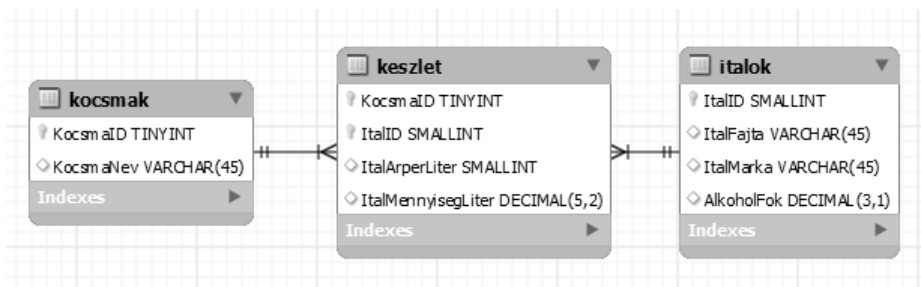 kocsmak
KocsmaID TINYINT
KocsmaNev VARCHAR(45)
Indexes
keszlet
KocsmaID TINYINT
ItalID SMALLINT
ItalArperLiter SMALLINT
ItalMennyisegLiter DECIMAL(5,2)
Indexes
italok
ItalID SMALLINT
ItalFajta VARCHAR(45)
ItalMarka VARCHAR(45)
AlkoholFok DECIMAL(3,1)
Indexes